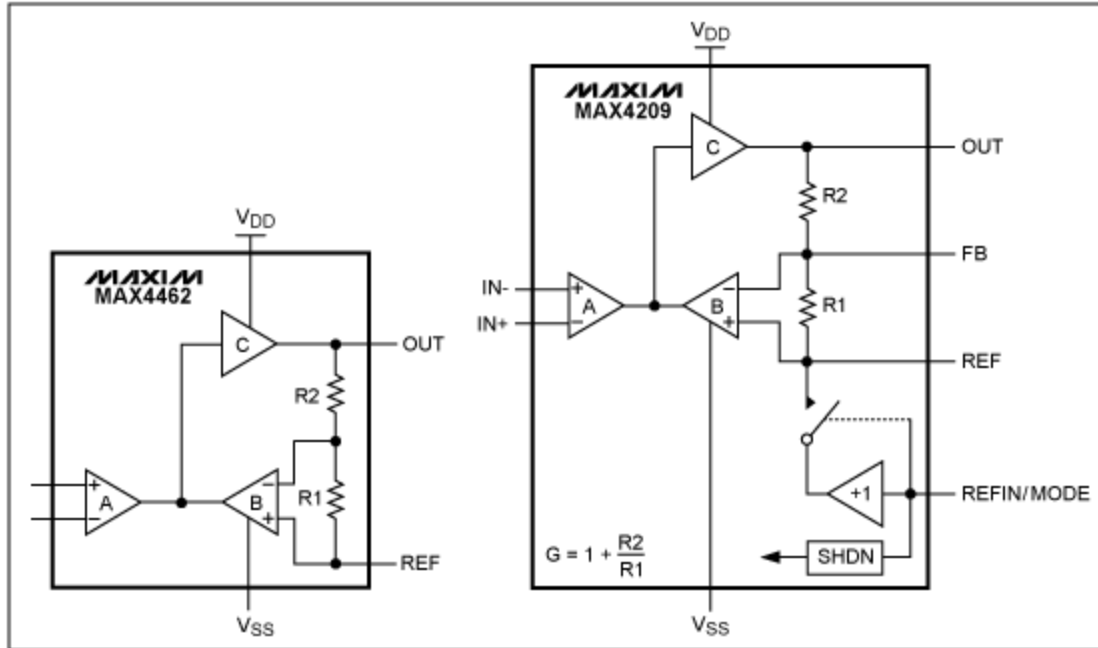 VDD
MAXIM
MAX4462
C
OUT
R2
A
+
−
B
−
+
R1
REF
VSS
VDD
MAXIM
MAX4209
C
OUT
R2
FB
IN-
IN+
+
−
A
B
−
+
R1
REF
+1
REFIN/MODE
SHDN
G = 1 + R2/R1
VSS